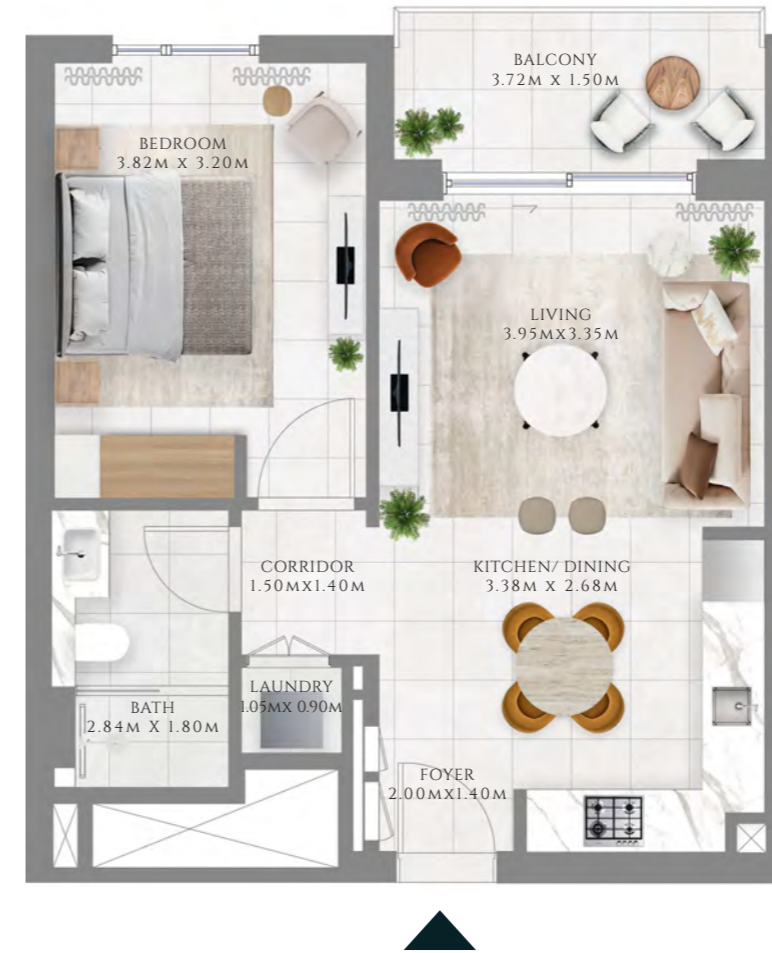 BALCONY
3.72M X 1.50M
BEDROOM
3.82M X 3.20M
LIVING
3.95MX3.35M
CORRIDOR
1.50MX1.40M
KITCHEN/ DINING
3.38M X 2.68M
LAUNDRY
1.05MX 0.90M
BATH
2.84M X 1.80M
FOYER
2.00MX1.40M